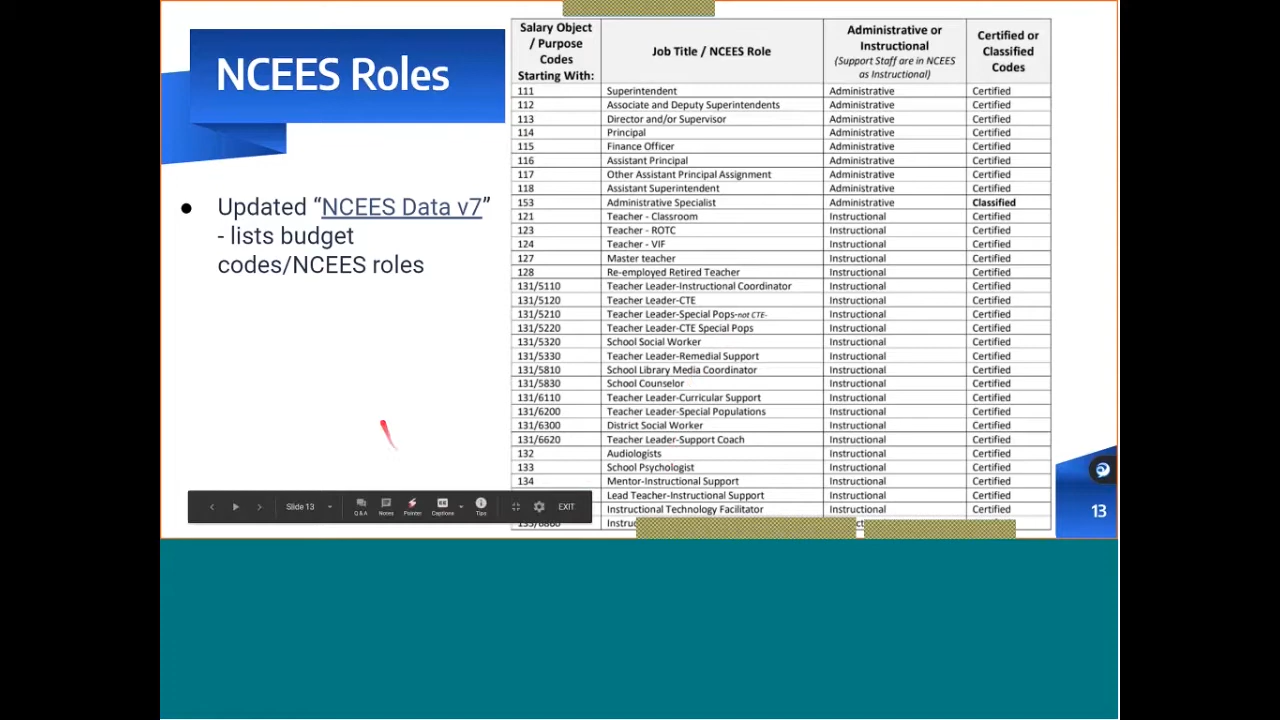 NCEES Roles
● Updated “NCEES Data v7”
- lists budget
codes/NCEES roles
Salary Object / Purpose Codes Starting With: Job Title / NCEES Role Administrative or Instructional (Support Staff are in NCEES as Instructional) Certified or Classified Codes
111 Superintendent Administrative Certified
112 Associate and Deputy Superintendents Administrative Certified
113 Director and/or Supervisor Administrative Certified
114 Principal Administrative Certified
115 Finance Officer Administrative Certified
116 Assistant Principal Administrative Certified
117 Other Assistant Principal Assignment Administrative Certified
118 Assistant Superintendent Administrative Certified
153 Administrative Specialist Administrative Classified
121 Teacher - Classroom Instructional Certified
123 Teacher - ROTC Instructional Certified
124 Teacher - VIF Instructional Certified
127 Master teacher Instructional Certified
128 Re-employed Retired Teacher Instructional Certified
131/5110 Teacher Leader-Instructional Coordinator Instructional Certified
131/5120 Teacher Leader-CTE Instructional Certified
131/5210 Teacher Leader-Special Pops-not CTE- Instructional Certified
131/5220 Teacher Leader-CTE Special Pops Instructional Certified
131/5320 School Social Worker Instructional Certified
131/5330 Teacher Leader-Remedial Support Instructional Certified
131/5810 School Library Media Coordinator Instructional Certified
131/5830 School Counselor Instructional Certified
131/6110 Teacher Leader-Curricular Support Instructional Certified
131/6200 Teacher Leader-Special Populations Instructional Certified
131/6300 District Social Worker Instructional Certified
131/6620 Teacher Leader-Support Coach Instructional Certified
132 Audiologists Instructional Certified
133 School Psychologist Instructional Certified
134 Mentor-Instructional Support Instructional Certified
Lead Teacher-Instructional Support Instructional Certified
Instructional Technology Facilitator Instructional Certified
Slide 13 Q&A Notes Pointer Captions Tips EXIT
13